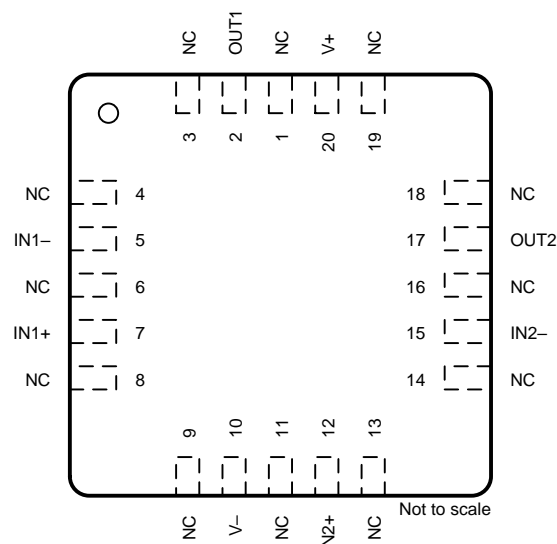 NC OUT1 NC V+ NC
3 2 1 20 19
NC 4 18 NC
IN1– 5 17 OUT2
NC 6 16 NC
IN1+ 7 15 IN2–
NC 8 14 NC
9 10 11 12 13
Not to scale
NC V– NC N2+ NC